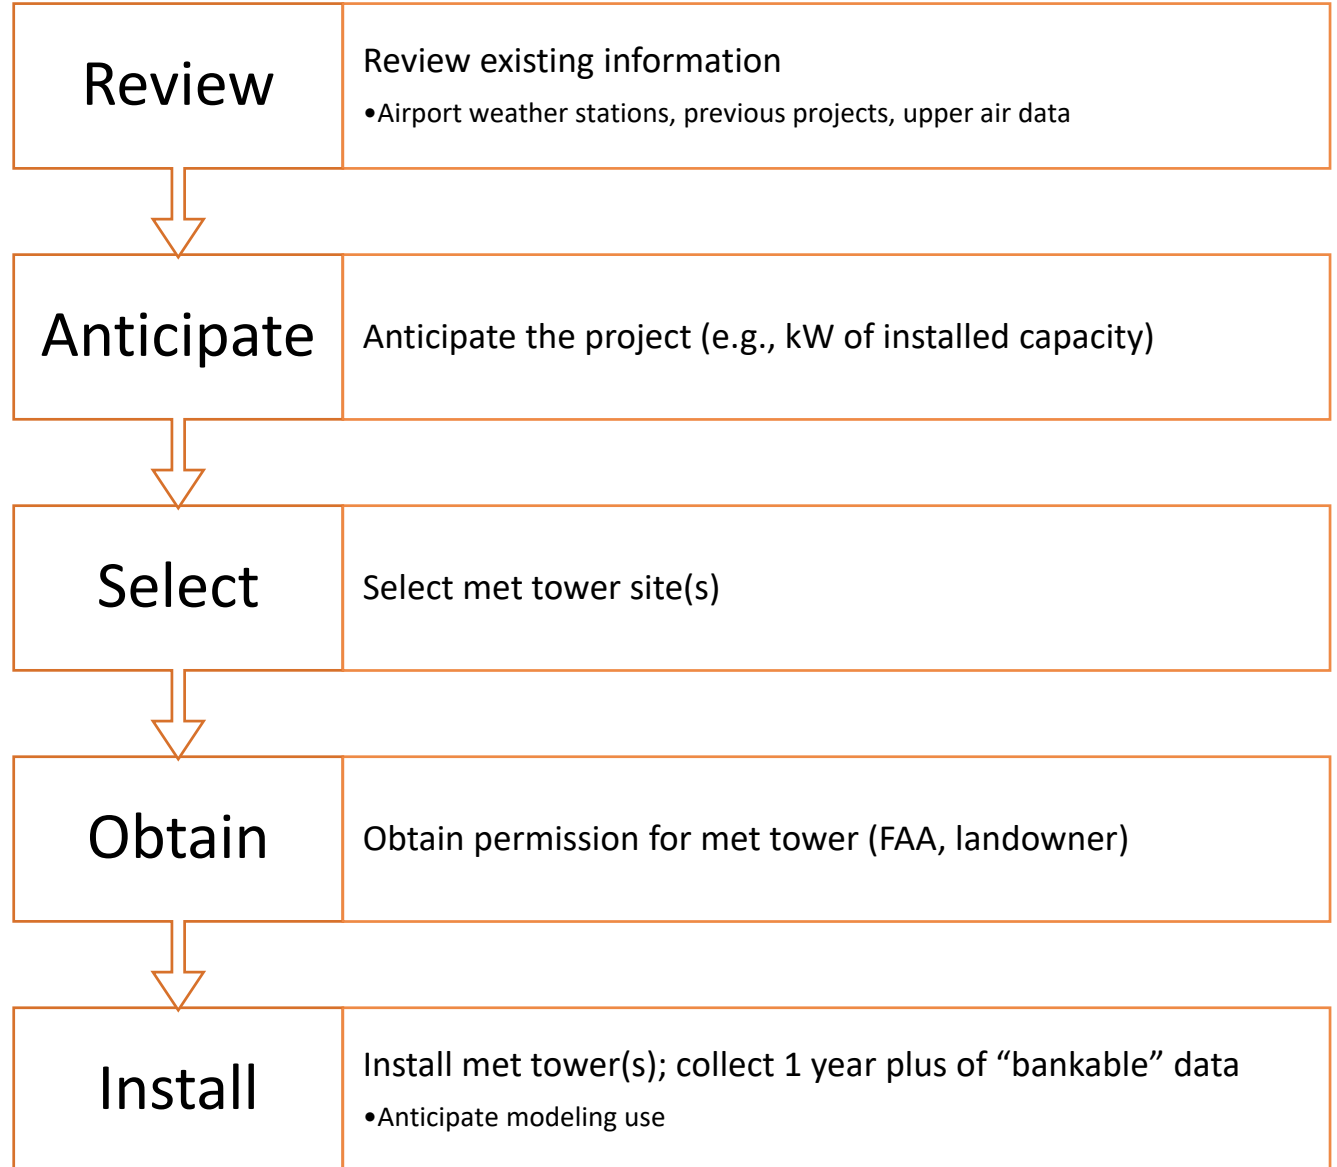 Review
Review existing information
•Airport weather stations, previous projects, upper air data
Anticipate
Anticipate the project (e.g., kW of installed capacity)
Select
Select met tower site(s)
Obtain
Obtain permission for met tower (FAA, landowner)
Install
Install met tower(s); collect 1 year plus of “bankable” data
•Anticipate modeling use